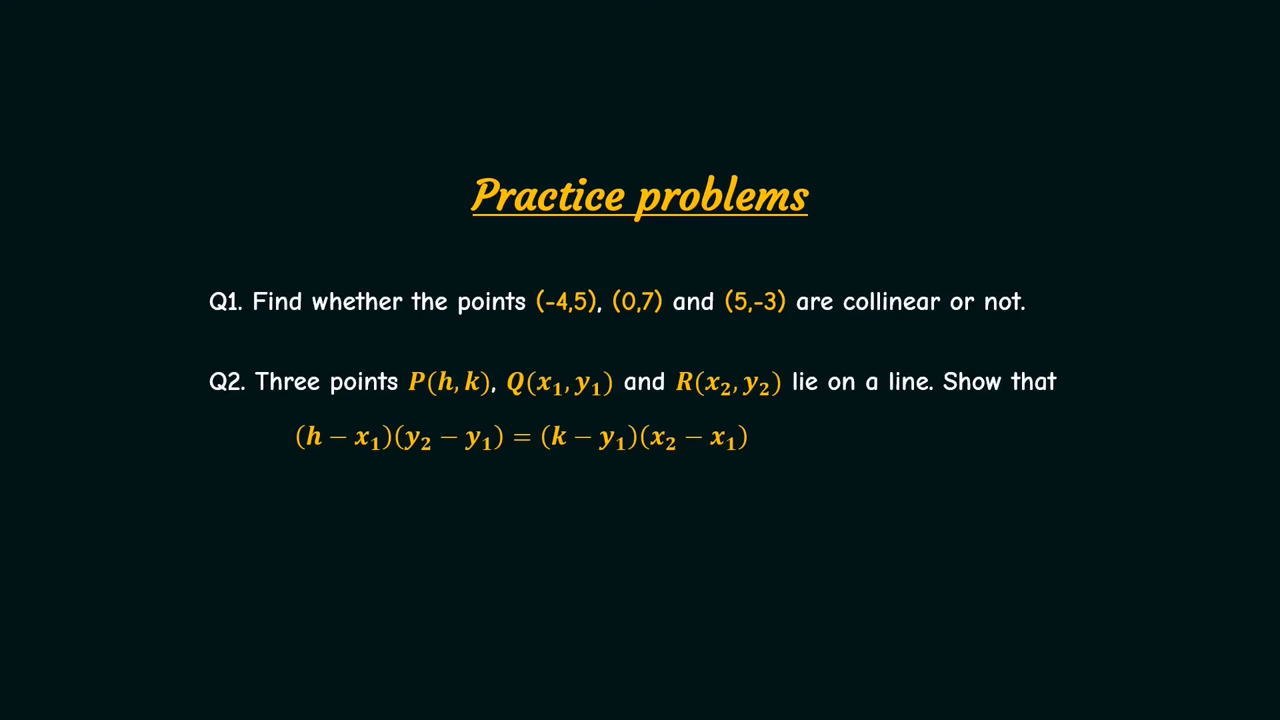 Practice problems
Q1. Find whether the points (-4,5), (0,7) and (5,-3) are collinear or not.
Q2. Three points P(h, k), Q(x₁, y₁) and R(x₂, y₂) lie on a line. Show that
(h − x₁)(y₂ − y₁) = (k − y₁)(x₂ − x₁)